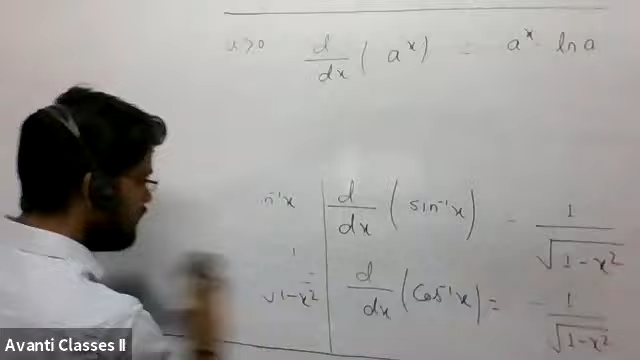 a>0 d/dx ( a^x ) = a^x ln a
d/dx ( sin⁻¹x ) = 1/√(1-x²)
1
√1-x²
d/dx (cos⁻¹x) = - 1/√(1-x²)
Avanti Classes II